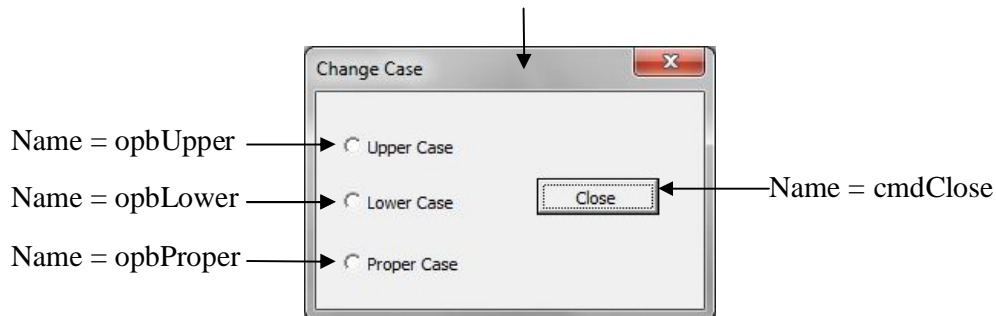 Change Case
Name = opbUpper
Upper Case
Name = opbLower
Lower Case
Close
Name = cmdClose
Name = opbProper
Proper Case